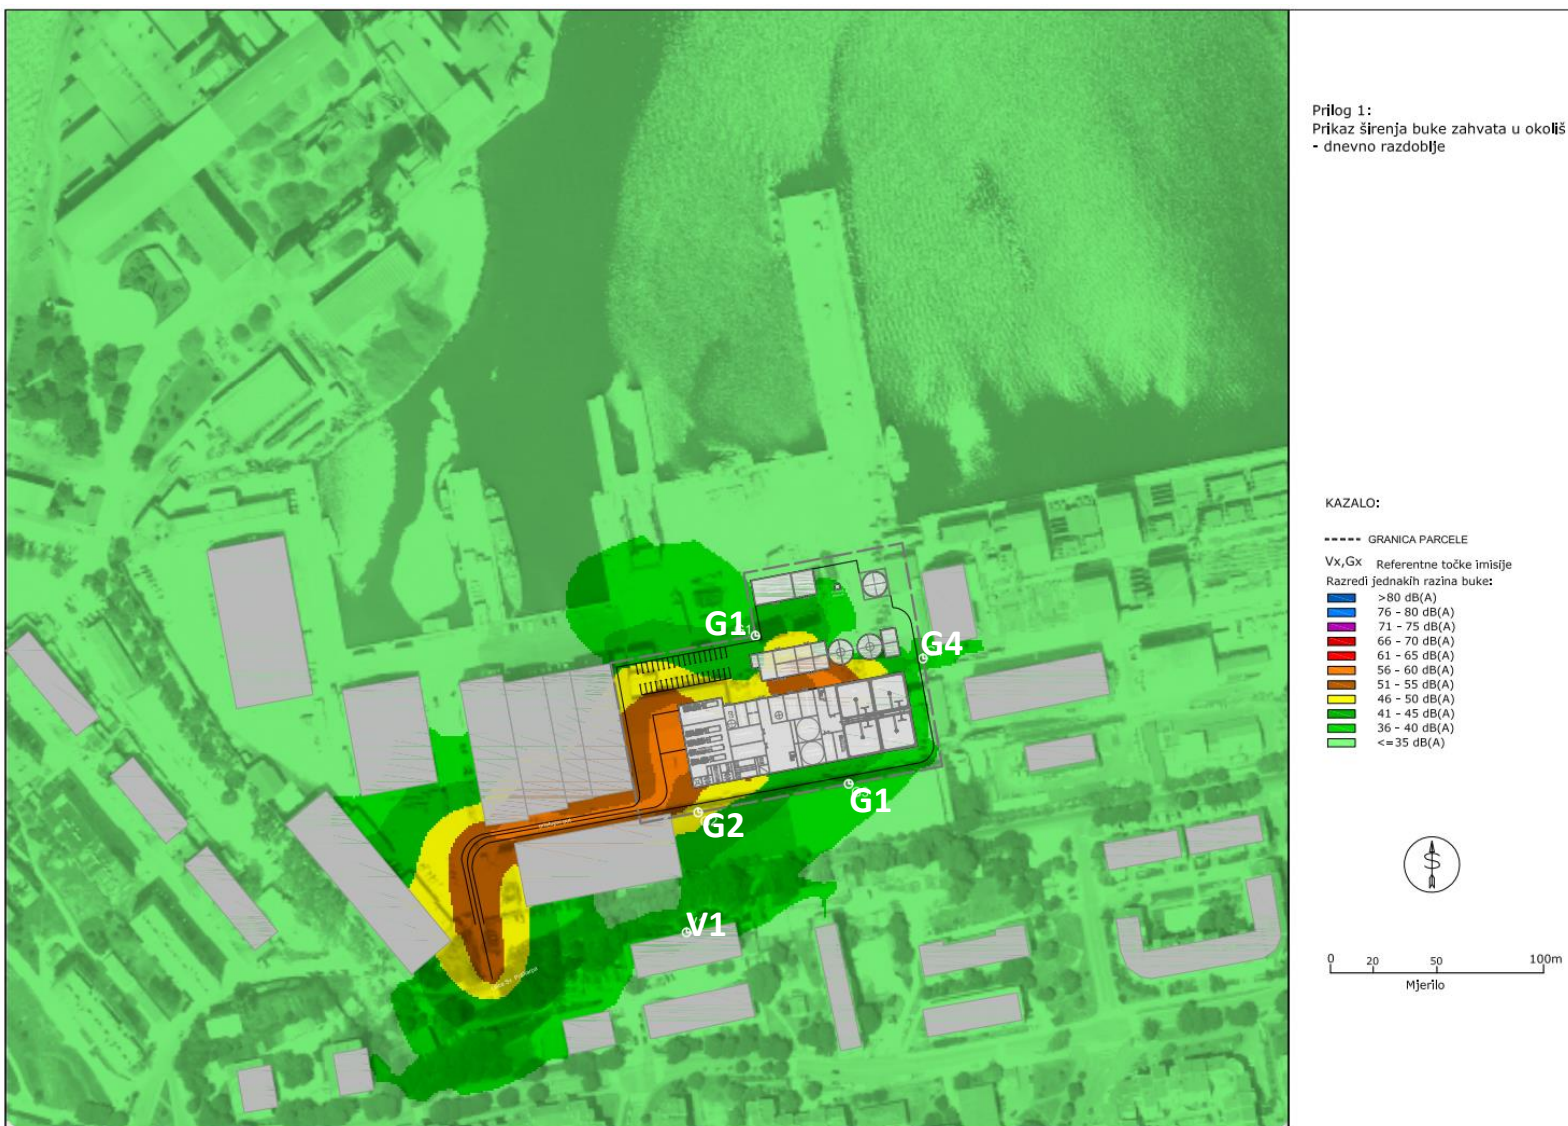 Prilog 1:
Prikaz širenja buke zahvata u okoliš
- dnevno razdoblje
KAZALO:
GRANICA PARCELE
Vx,Gx Referentne točke imisije
Razredi jednakih razina buke:
>80 dB(A)
76 - 80 dB(A)
71 - 75 dB(A)
66 - 70 dB(A)
61 - 65 dB(A)
56 - 60 dB(A)
51 - 55 dB(A)
46 - 50 dB(A)
41 - 45 dB(A)
36 - 40 dB(A)
<=35 dB(A)
G1
G4
G1
G2
V1
S
0 20 50 100m
Mjerilo